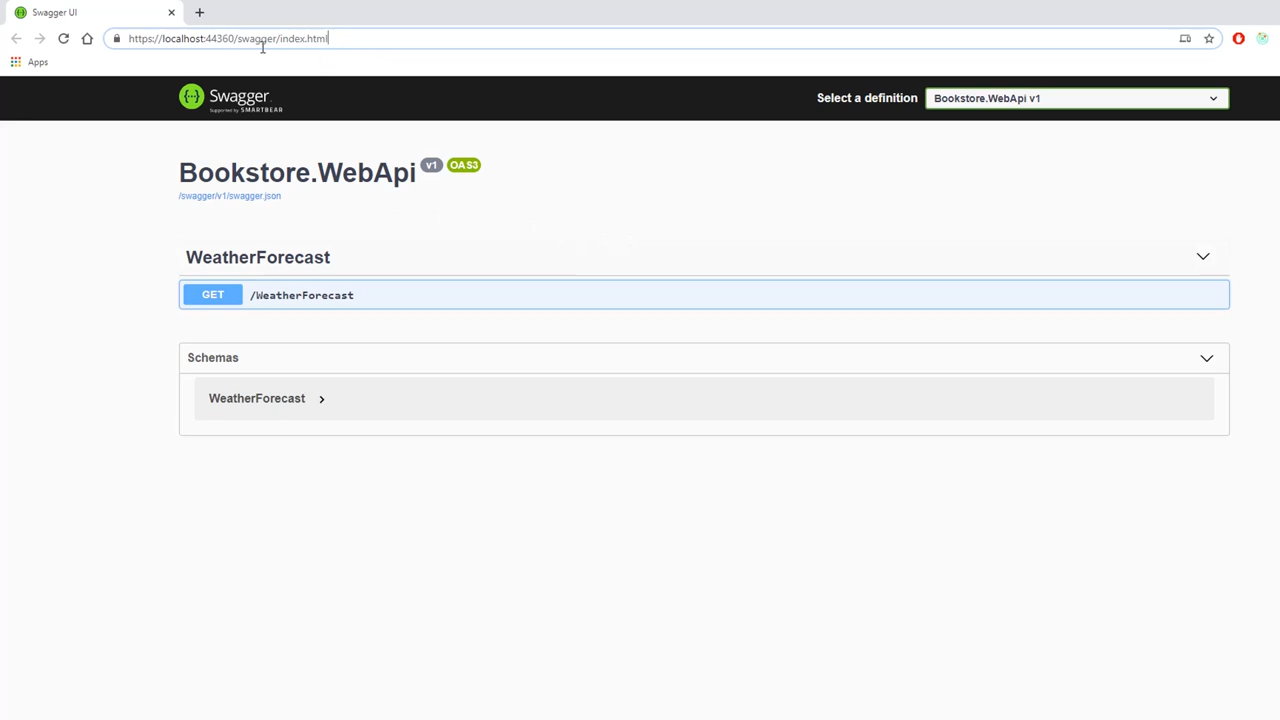 Swagger UI
https://localhost:44360/swagger/index.html
Apps
Swagger
Supported by SMARTBEAR
Select a definition
Bookstore.WebApi v1
Bookstore.WebApi v1 OAS3
/swagger/v1/swagger.json
WeatherForecast
GET /WeatherForecast
Schemas
WeatherForecast